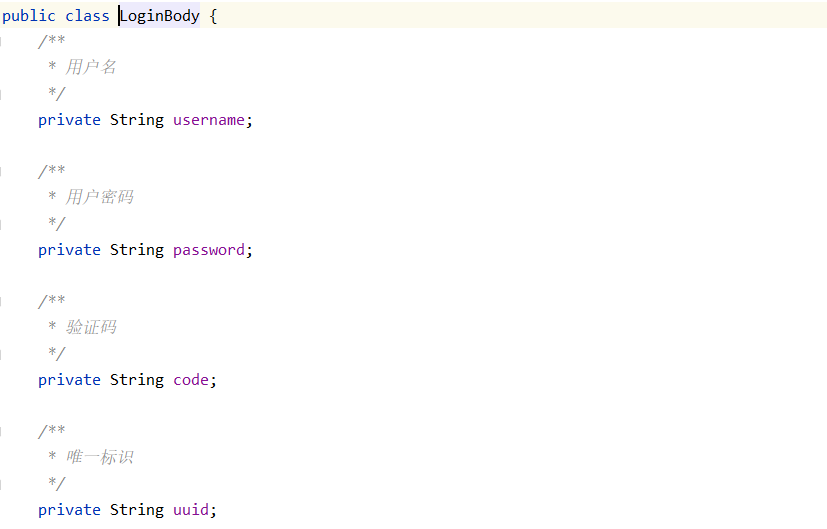 public class LoginBody {
/**
* 用户名
*/
private String username;
/**
* 用户密码
*/
private String password;
/**
* 验证码
*/
private String code;
/**
* 唯一标识
*/
private String uuid;